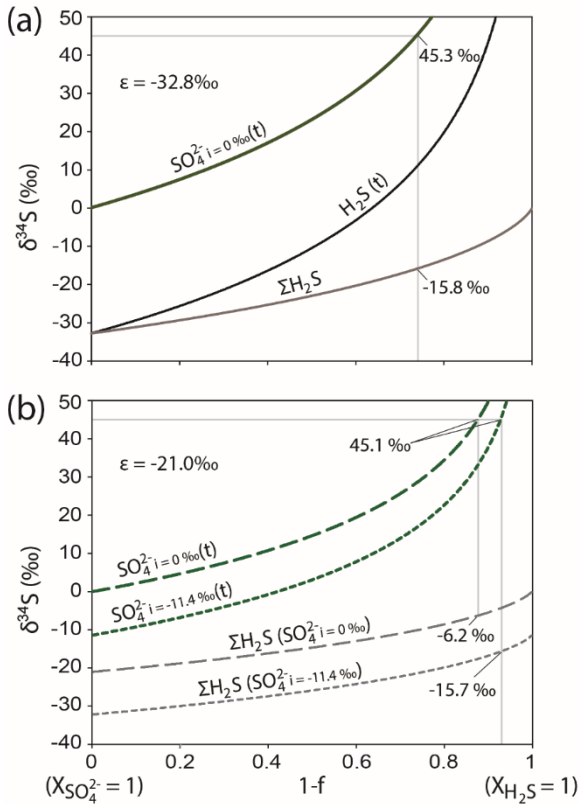 (a)
50
40
30
20
10
0
-10
-20
-30
-40
δ³⁴S (‰)
ε = -32.8‰
45.3 ‰
SO₄²⁻ i = 0 ‰(t)
H₂S (t)
ΣH₂S
-15.8 ‰
(b)
50
40
30
20
10
0
-10
-20
-30
-40
δ³⁴S (‰)
ε = -21.0‰
45.1 ‰
SO₄²⁻ i = 0 ‰(t)
SO₄²⁻ i = -11.4 ‰(t)
ΣH₂S (SO₄²⁻ i = 0 ‰)
-6.2 ‰
ΣH₂S (SO₄²⁻ i = -11.4 ‰)
-15.7 ‰
0 0.2 0.4 0.6 0.8 1
(X SO₄²⁻ = 1) 1-f (X H₂S = 1)